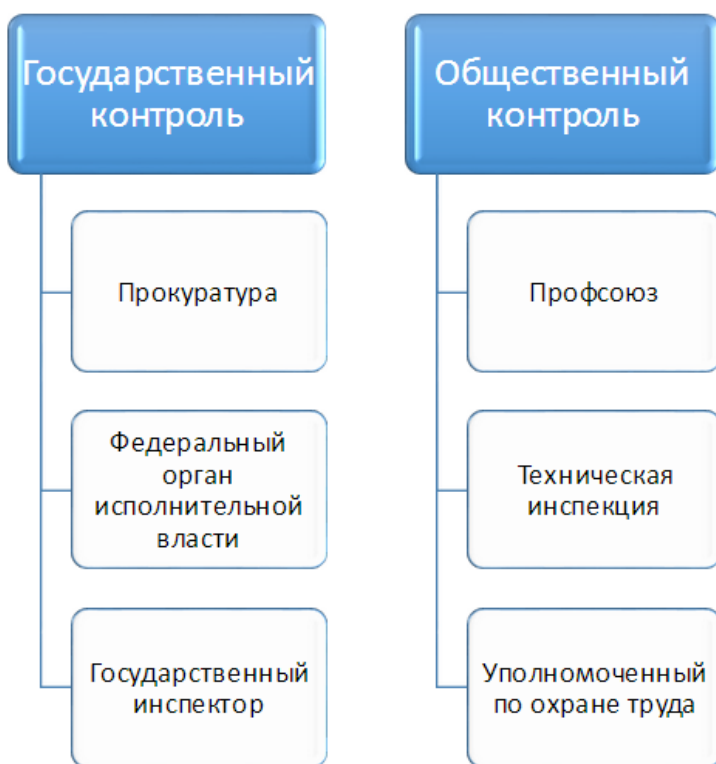 Государственный
контроль
Прокуратура
Федеральный
орган
исполнительной
власти
Государственный
инспектор
Общественный
контроль
Профсоюз
Техническая
инспекция
Уполномоченный
по охране труда